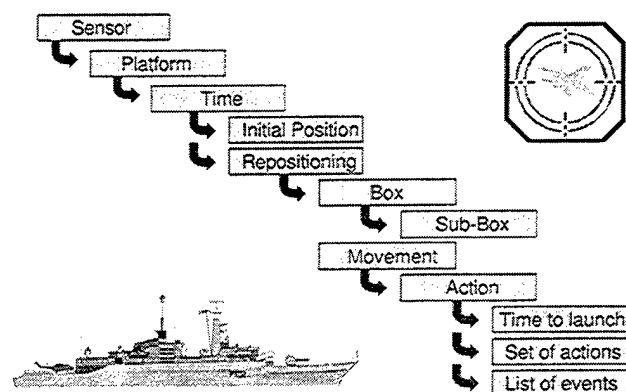 Sensor
Platform
Time
Initial Position
Repositioning
Box
Sub-Box
Movement
Action
Time to launch
Set of actions
List of events